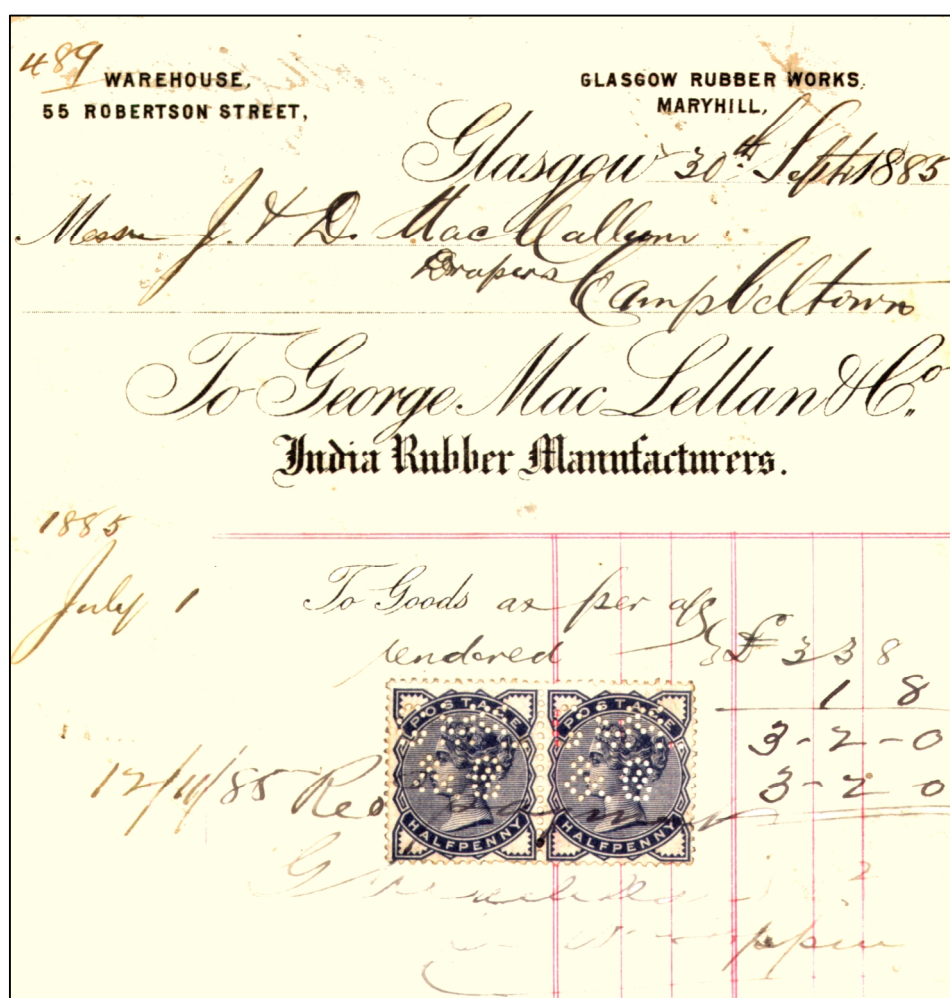 489
WAREHOUSE,
55 ROBERTSON STREET,
GLASGOW RUBBER WORKS.
MARYHILL,
Glasgow 30th Septr 1885
Messrs J. & D. MacCallum
Drapers Campbeltown
To George MacLellan & Co.
India Rubber Manufacturers.
1885
July 1 To Goods as per a/c
rendered £ 3 3 8
1 8
3-2-0
12/11/85 3-2 0
POSTAGE POSTAGE
HALFPENNY HALFPENNY